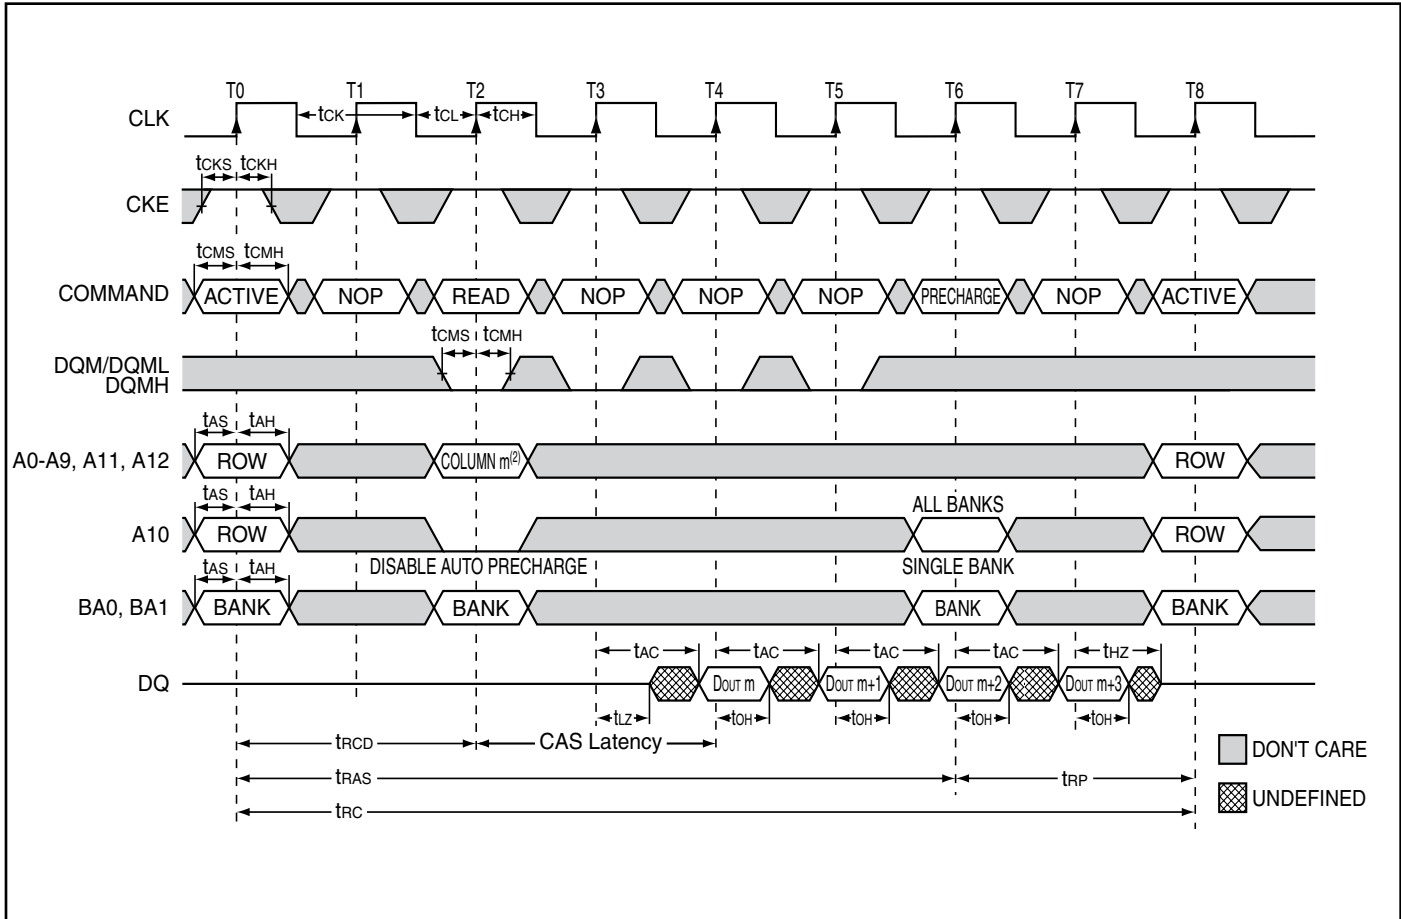 T0 T1 T2 T3 T4 T5 T6 T7 T8
CLK tCK tCL tCH
tCKS tCKH
CKE
tCMS tCMH
COMMAND ACTIVE NOP READ NOP NOP NOP PRECHARGE NOP ACTIVE
tCMS tCMH
DQM/DQML
DQMH
tAS tAH
A0-A9, A11, A12 ROW COLUMN m(2) ROW
tAS tAH ALL BANKS
A10 ROW ROW
DISABLE AUTO PRECHARGE SINGLE BANK
tAS tAH
BA0, BA1 BANK BANK BANK BANK
tAC tAC tAC tAC tHZ
DQ DOUT m DOUT m+1 DOUT m+2 DOUT m+3
tLZ tOH tOH tOH tOH
tRCD CAS Latency
DON'T CARE
tRAS tRP
UNDEFINED
tRC